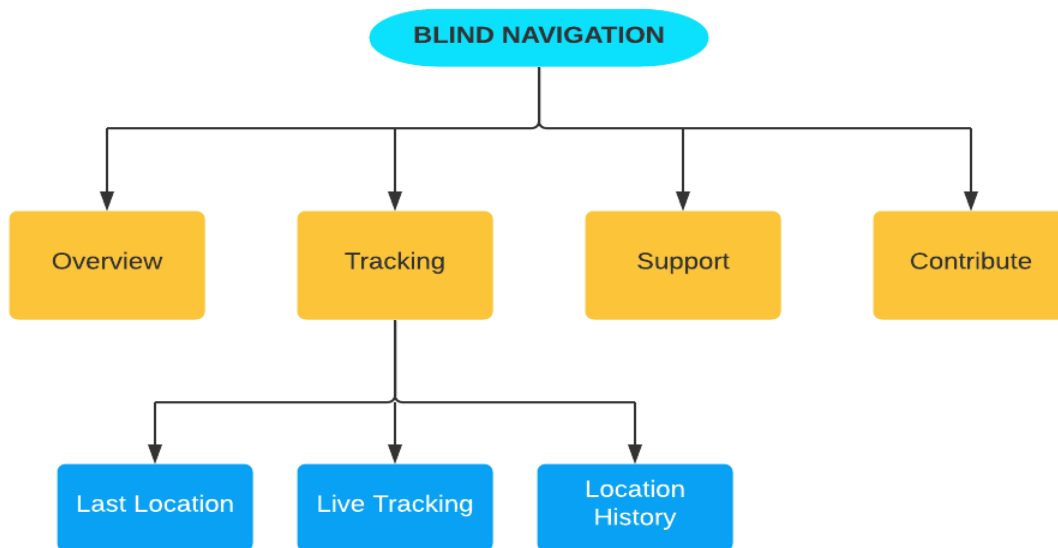 BLIND NAVIGATION
Overview
Tracking
Support
Contribute
Last Location
Live Tracking
Location
History